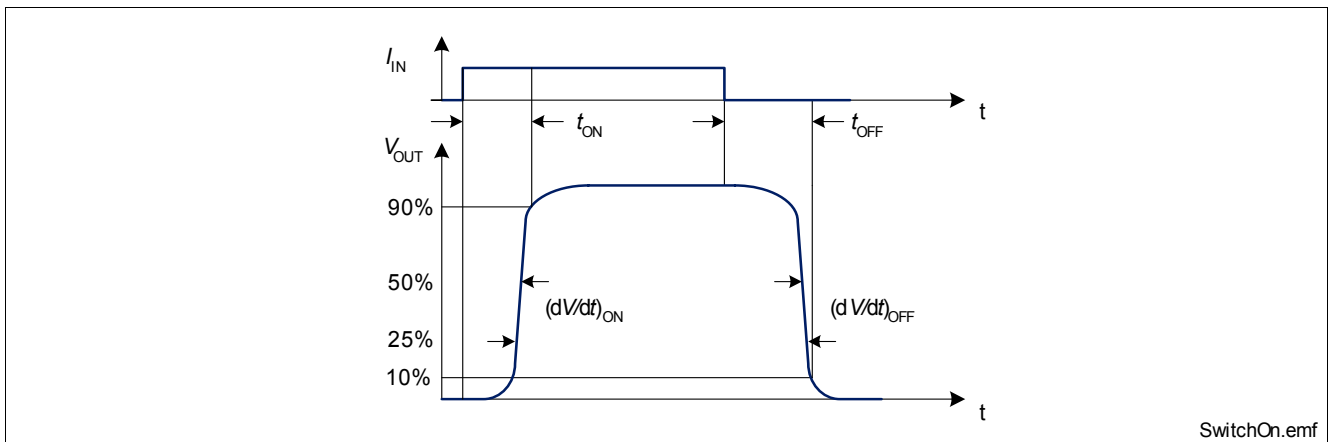 I_IN
t
t_ON
t_OFF
V_OUT
90%
50%
(dV/dt)_ON
(dV/dt)_OFF
25%
10%
t
SwitchOn.emf